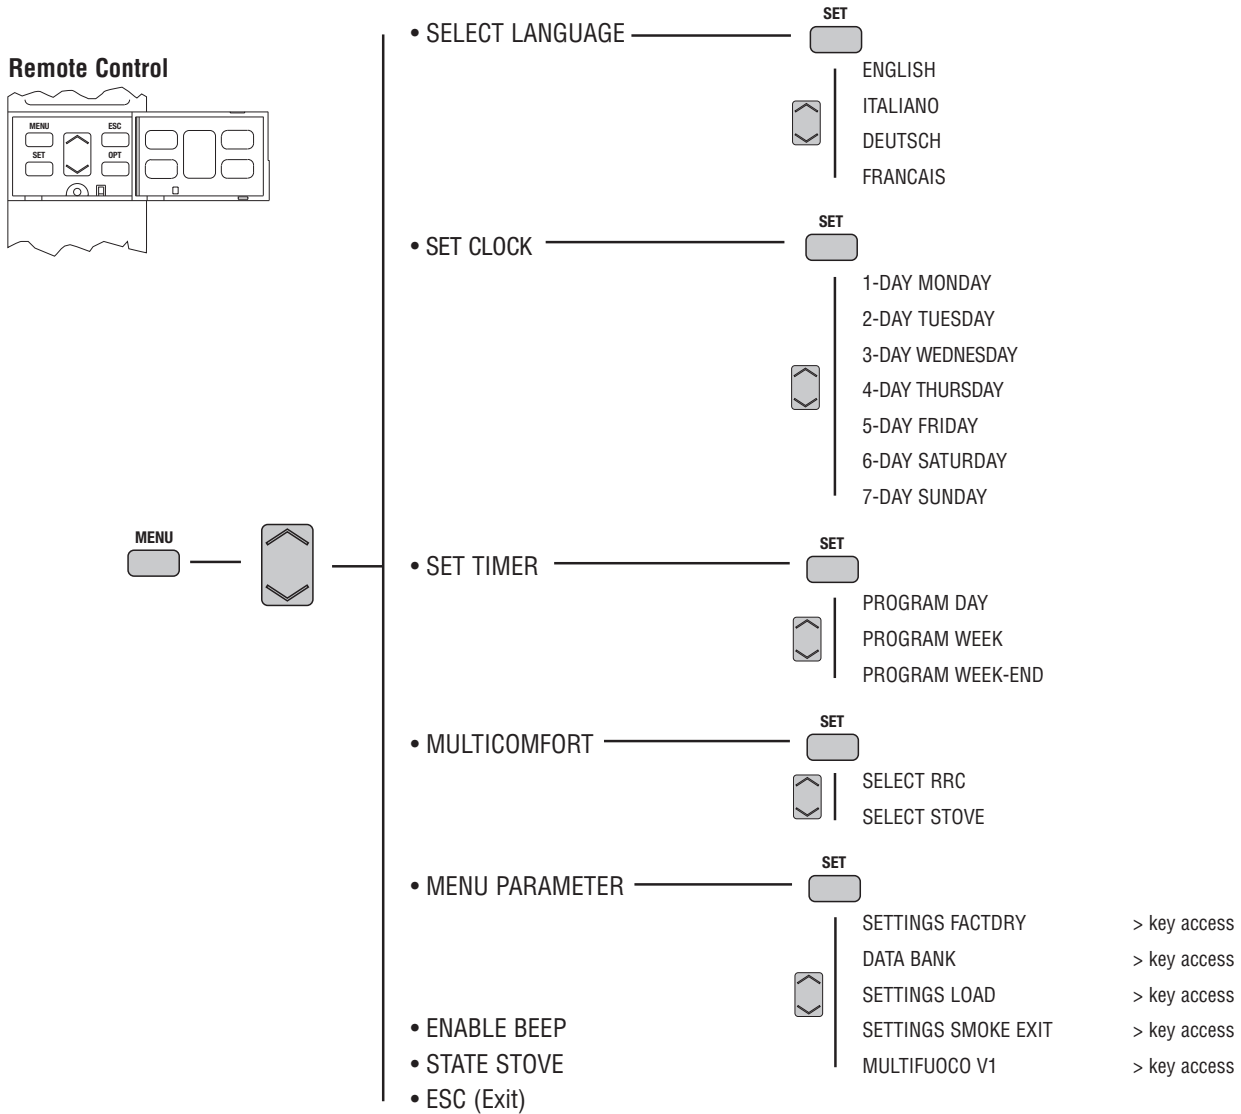 Remote Control
MENU
ESC
SET
OPT
MENU
• SELECT LANGUAGE
SET
ENGLISH
ITALIANO
DEUTSCH
FRANCAIS
• SET CLOCK
SET
1-DAY MONDAY
2-DAY TUESDAY
3-DAY WEDNESDAY
4-DAY THURSDAY
5-DAY FRIDAY
6-DAY SATURDAY
7-DAY SUNDAY
• SET TIMER
SET
PROGRAM DAY
PROGRAM WEEK
PROGRAM WEEK-END
• MULTICOMFORT
SET
SELECT RRC
SELECT STOVE
• MENU PARAMETER
SET
SETTINGS FACTDRY > key access
DATA BANK > key access
SETTINGS LOAD > key access
SETTINGS SMOKE EXIT > key access
MULTIFUOCO V1 > key access
• ENABLE BEEP
• STATE STOVE
• ESC (Exit)